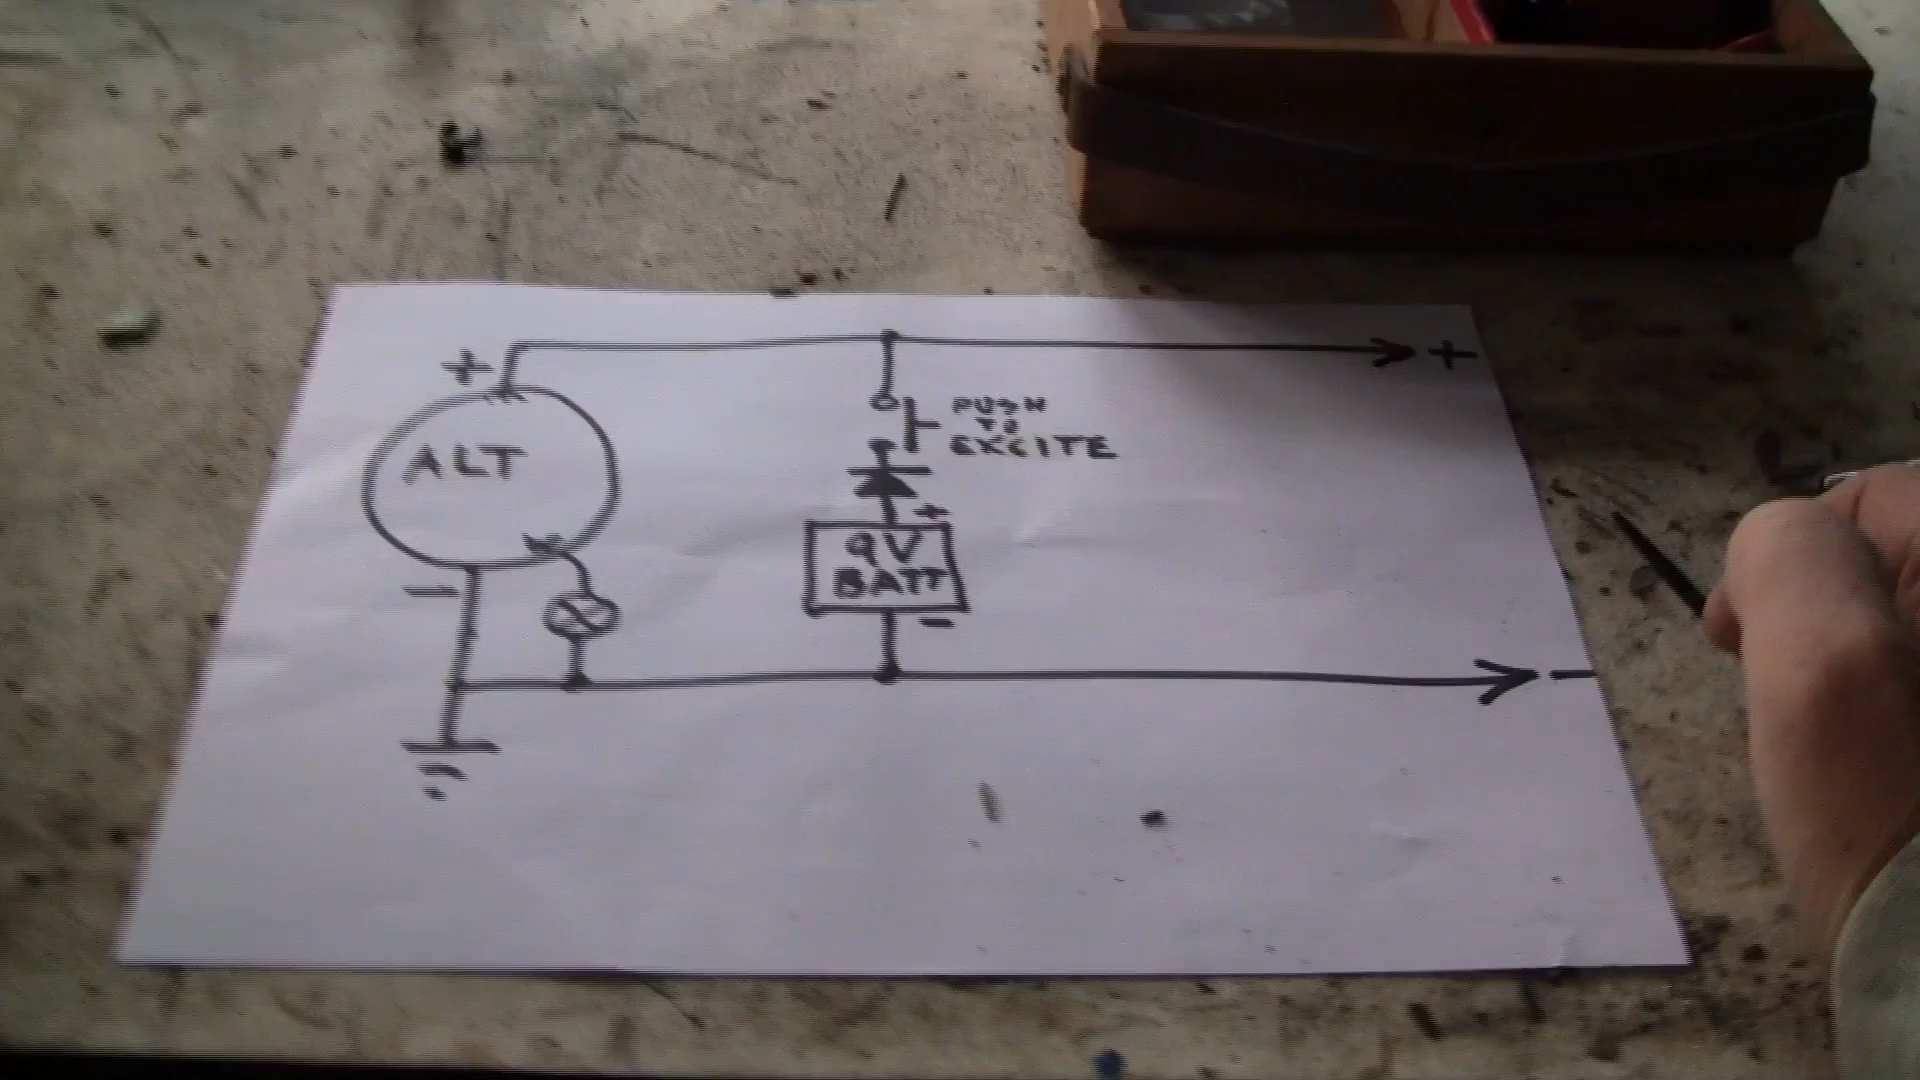 +
+
ALT
PUSH
TO
EXCITE
+
9V
BATT
-
-
-